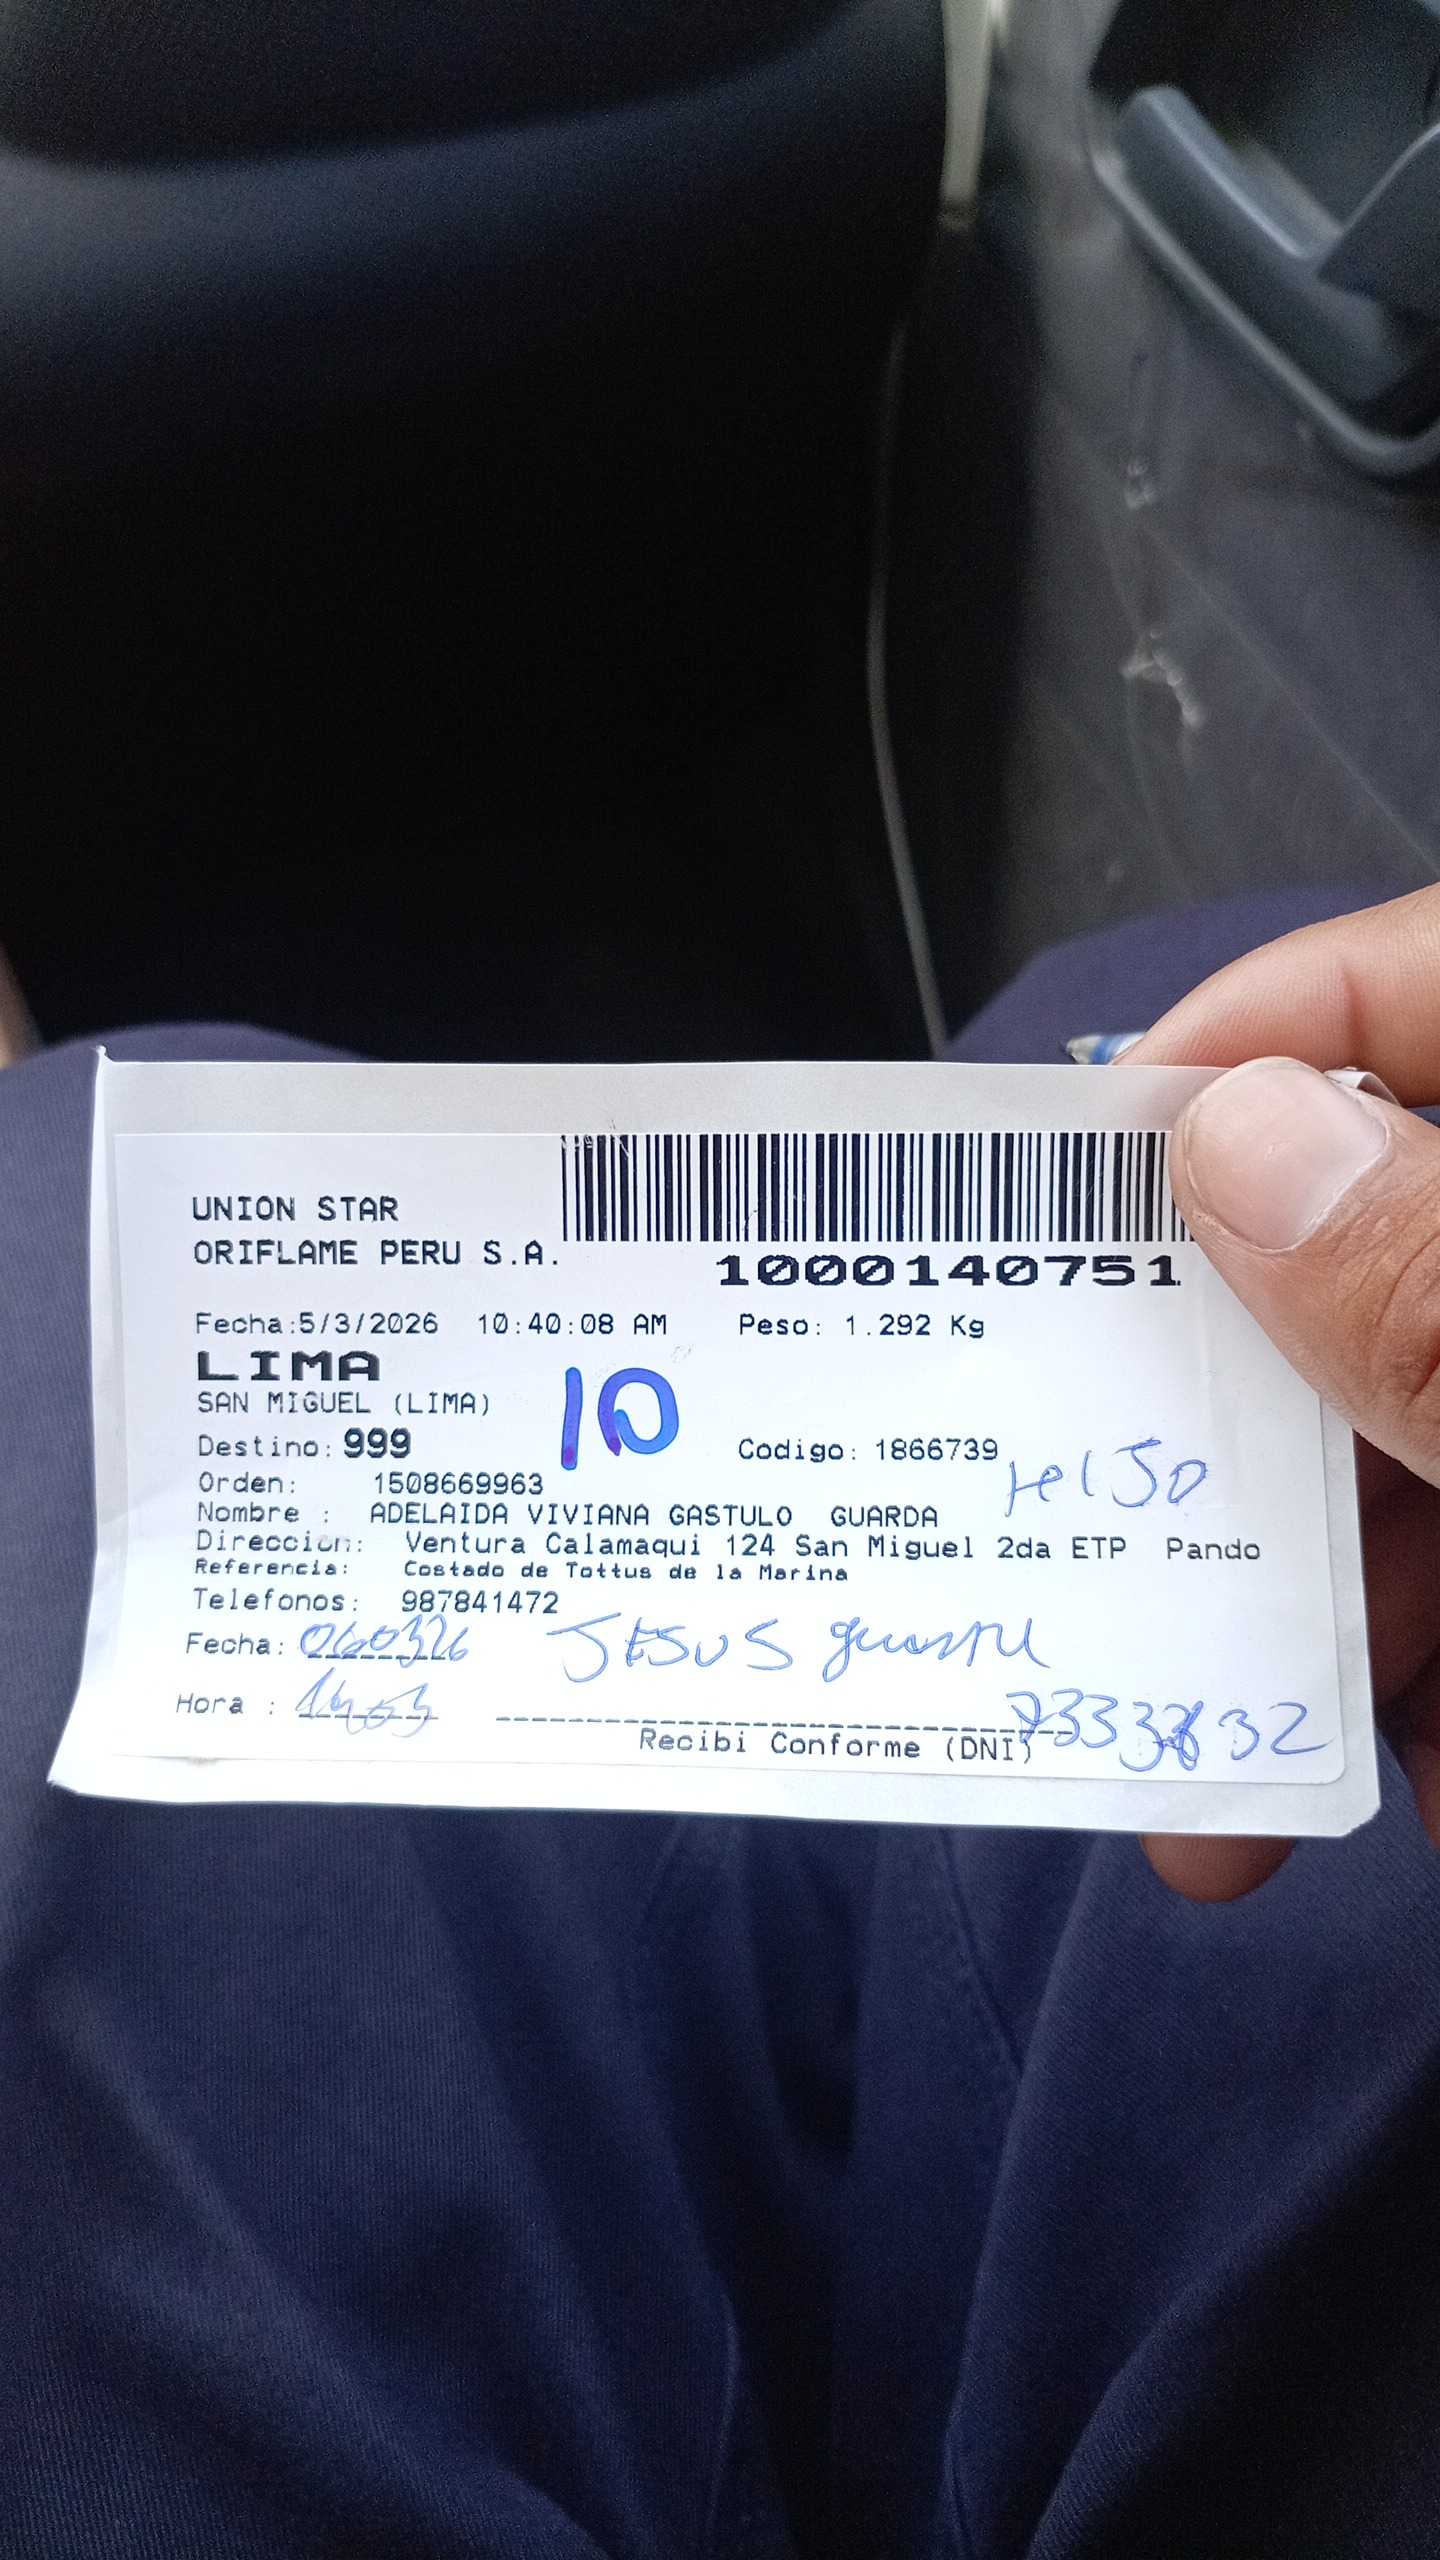 UNION STAR
ORIFLAME PERU S.A.
1000140751
Fecha:5/3/2026 10:40:08 AM Peso: 1.292 Kg
LIMA
SAN MIGUEL (LIMA)
10
Destino: 999 Codigo: 1866739
Orden: 1508669963
Nombre : ADELAIDA VIVIANA GASTULO GUARDA
Direccion: Ventura Calamaqui 124 San Miguel 2da ETP Pando
Referencia: Costado de Tottus de la Marina
Telefonos: 987841472
Fecha: 060326 JESUS
Hora :
Recibi Conforme (DNI)